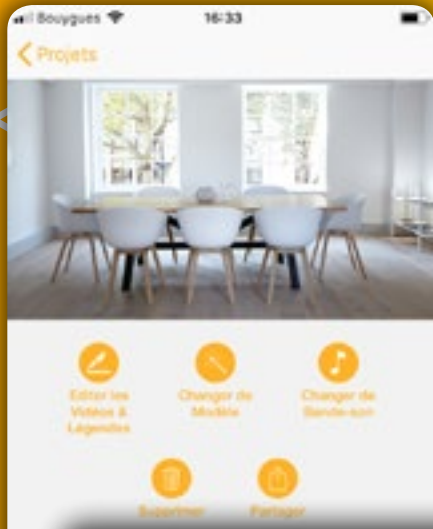 Bouygues 16:33
Projets
Editer les
Vidéos &
Légendes
Changer de
Modèle
Changer de
Bande-son
Supprimer
Partager